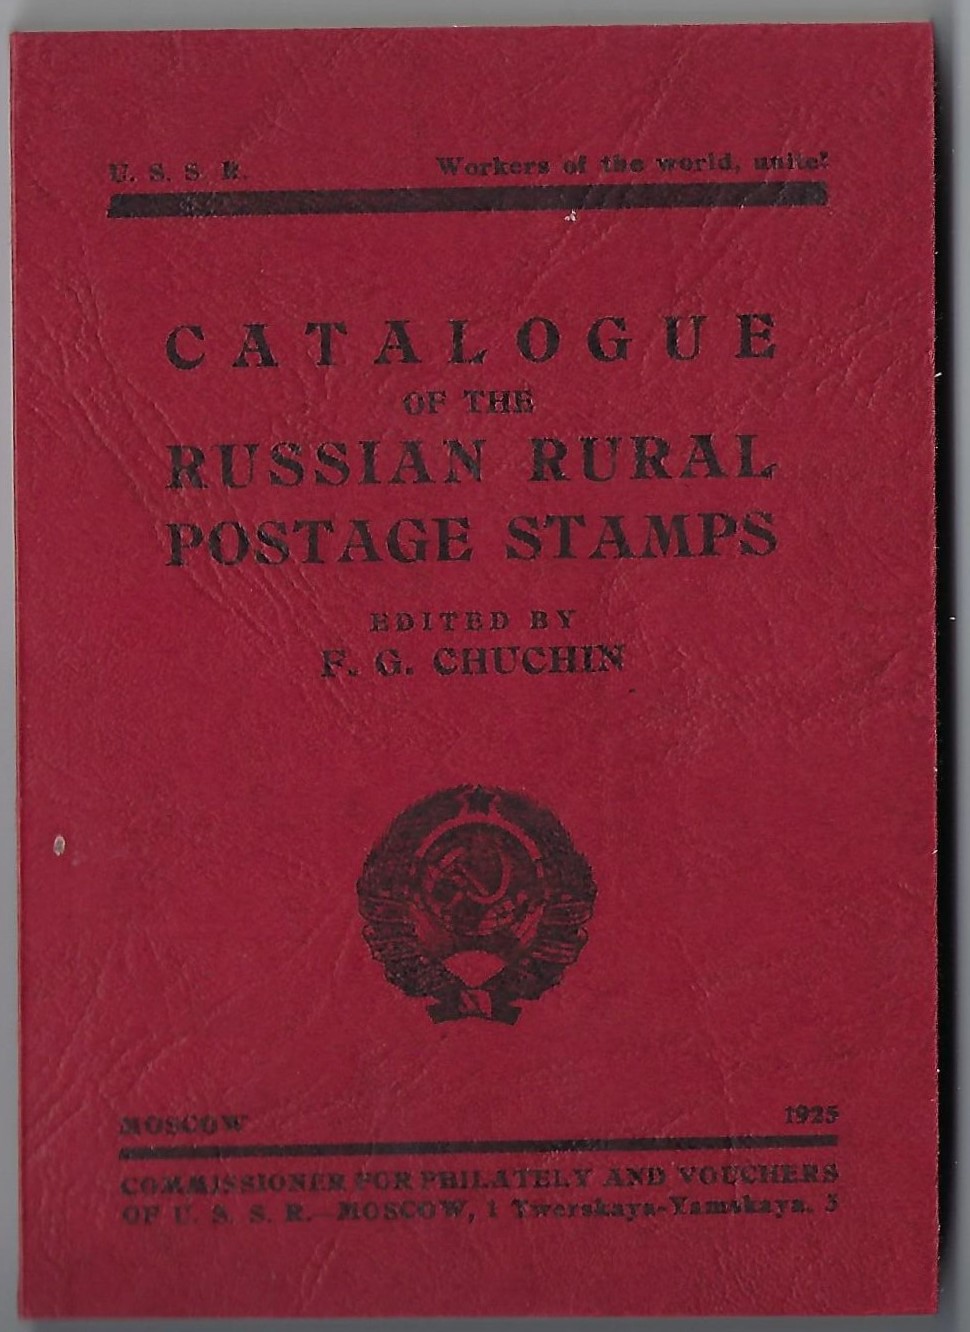 U. S. S. R. Workers of the world, unite!
CATALOGUE
OF THE
RUSSIAN RURAL
POSTAGE STAMPS
EDITED BY
F. G. CHUCHIN
MOSCOW 1925
COMMISSIONER FOR PHILATELY AND VOUCHERS
OF U. S. S. R.—MOSCOW, 1 Twerskaya-Yamskaya, 3